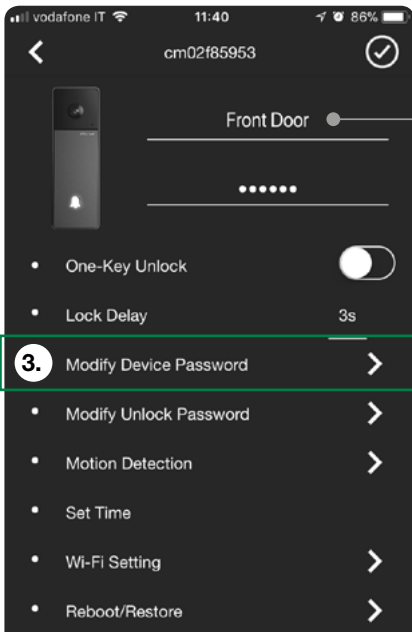 vodafone IT 11:40 86%
cm02f85953
Front Door
••••••
• One-Key Unlock
• Lock Delay 3s
3. Modify Device Password
• Modify Unlock Password
• Motion Detection
• Set Time
• Wi-Fi Setting
• Reboot/Restore